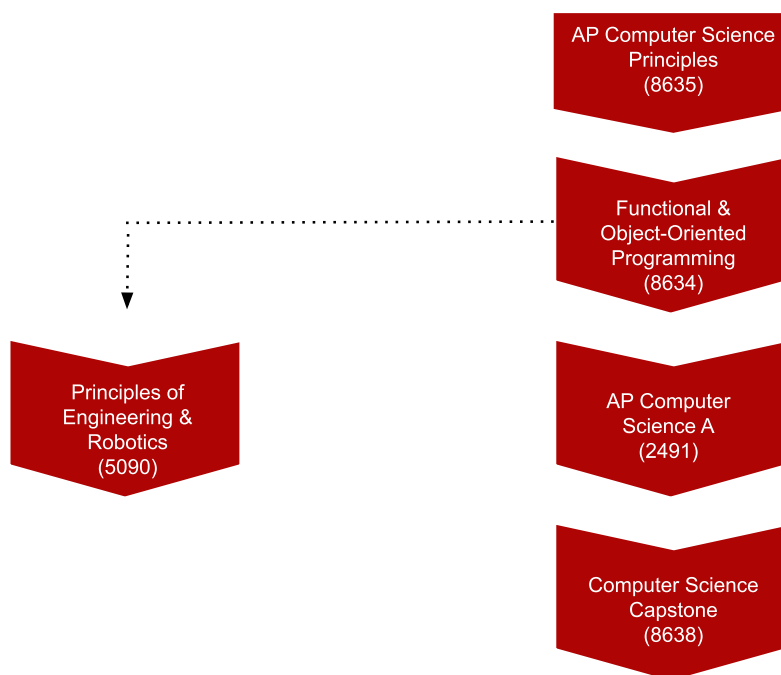 AP Computer Science
Principles
(8635)
Functional &
Object-Oriented
Programming
(8634)
Principles of
Engineering &
Robotics
(5090)
AP Computer
Science A
(2491)
Computer Science
Capstone
(8638)